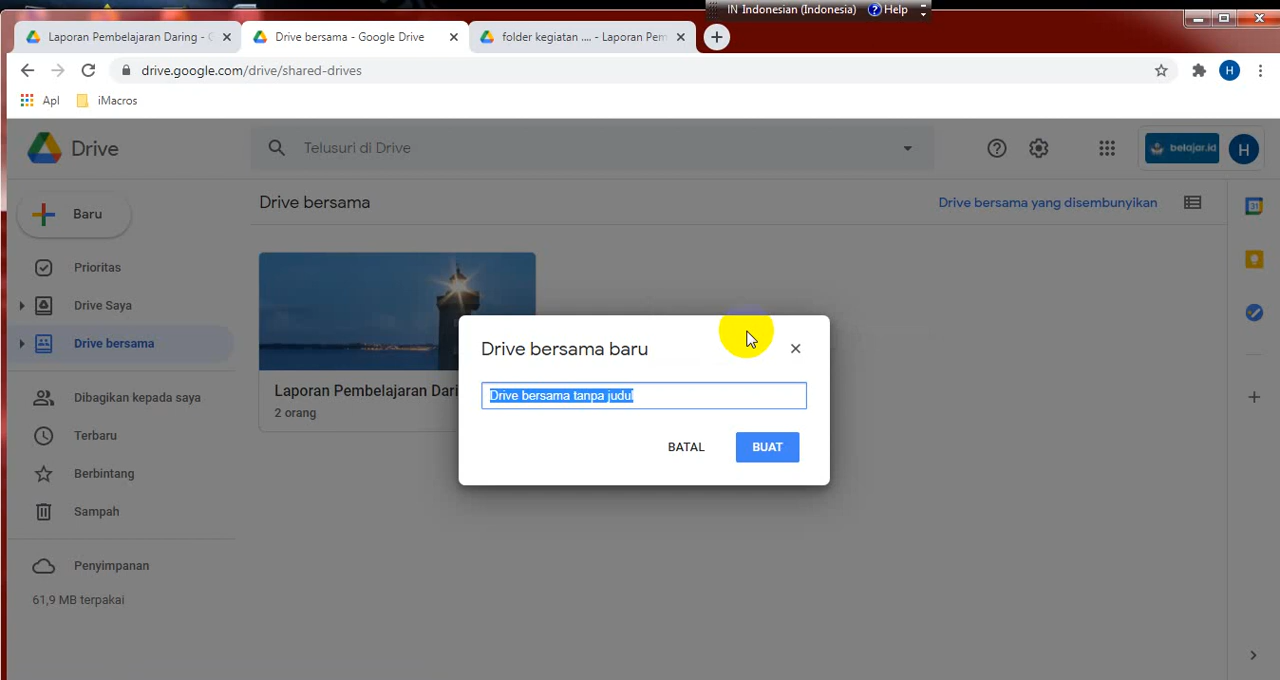 IN Indonesian (Indonesia) Help
Laporan Pembelajaran Daring - G
Drive bersama - Google Drive
folder kegiatan .... - Laporan Pem
drive.google.com/drive/shared-drives
H
Apl
iMacros
Drive
Telusuri di Drive
belajar.id
H
Baru
Drive bersama
Drive bersama yang disembunyikan
31
Prioritas
Drive Saya
Drive bersama
Dibagikan kepada saya
Terbaru
Berbintang
Sampah
Penyimpanan
61,9 MB terpakai
Laporan Pembelajaran Dari
2 orang
Drive bersama baru
Drive bersama tanpa judul
BATAL
BUAT